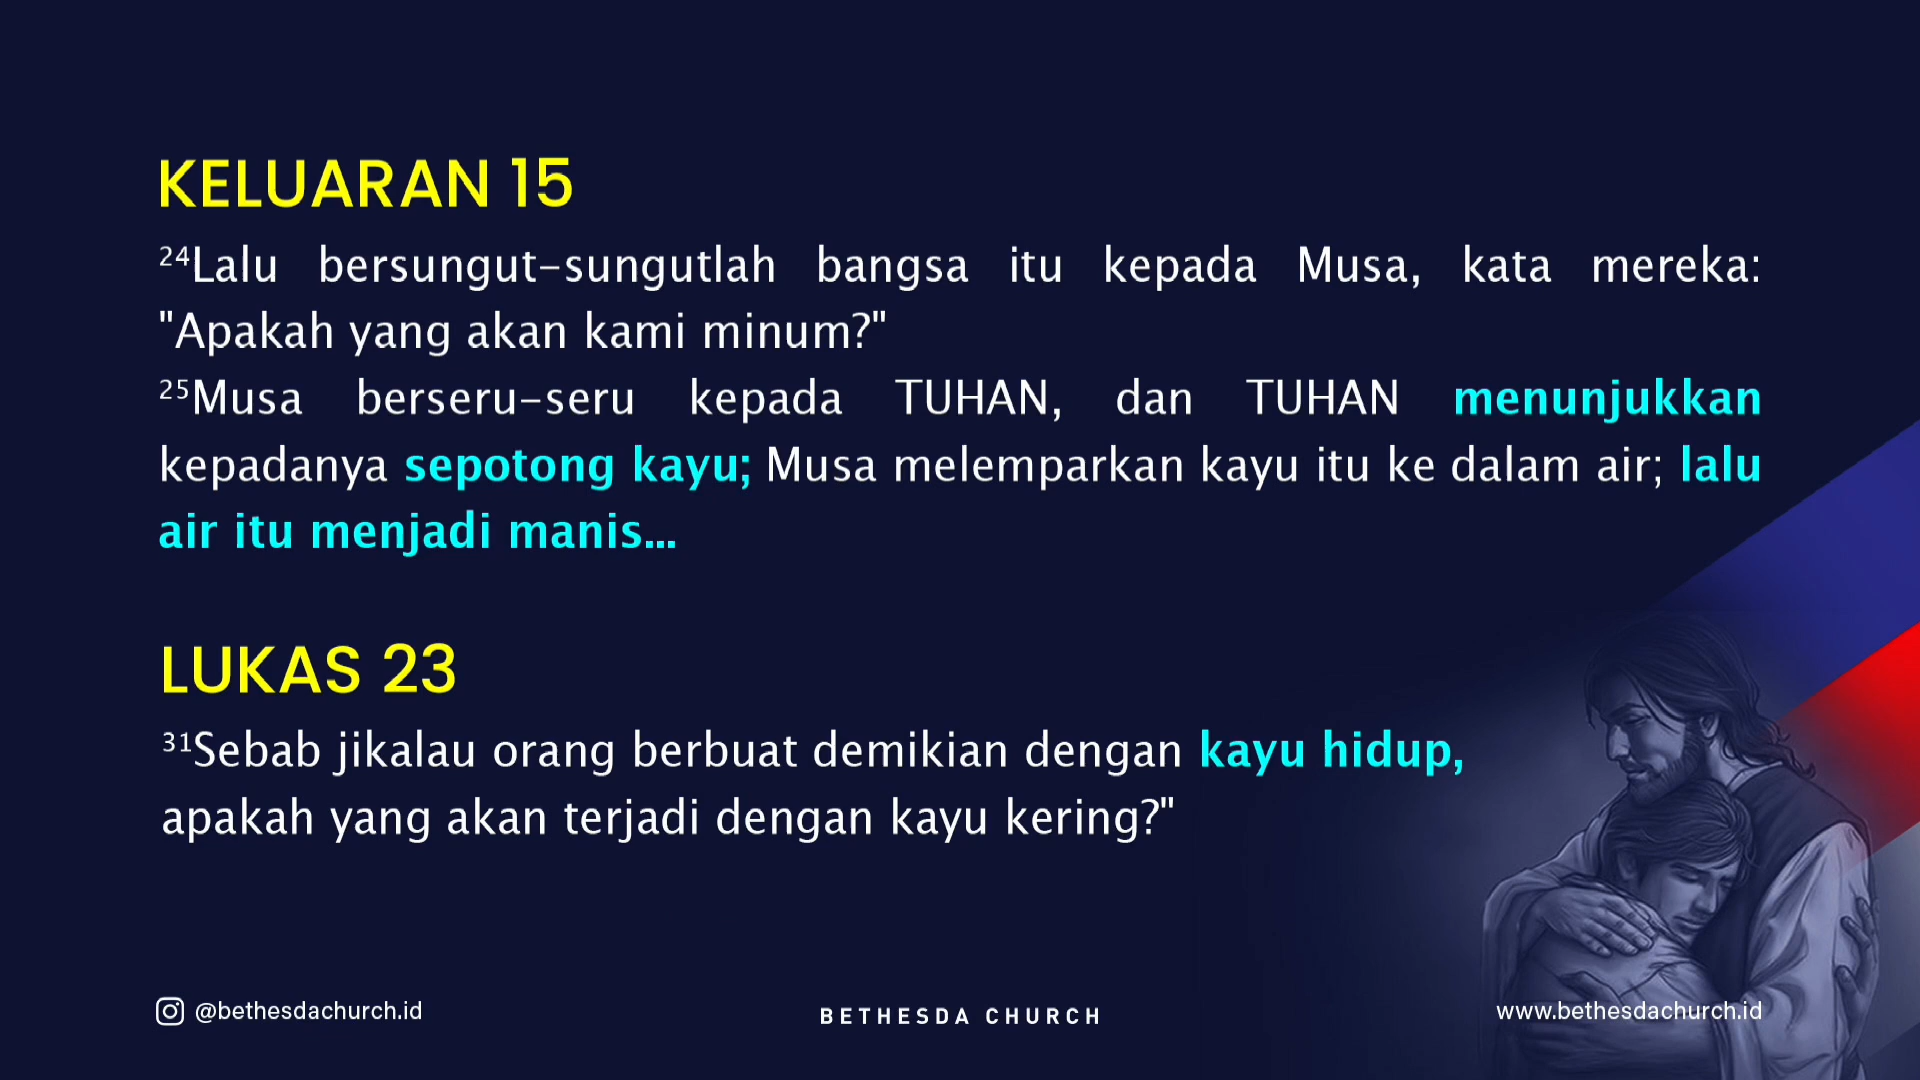 KELUARAN 15
²⁴Lalu bersungut-sungutlah bangsa itu kepada Musa, kata mereka:
"Apakah yang akan kami minum?"
²⁵Musa berseru-seru kepada TUHAN, dan TUHAN menunjukkan
kepadanya sepotong kayu; Musa melemparkan kayu itu ke dalam air; lalu
air itu menjadi manis...
LUKAS 23
³¹Sebab jikalau orang berbuat demikian dengan kayu hidup,
apakah yang akan terjadi dengan kayu kering?"
@bethesdachurch.id
BETHESDA CHURCH
www.bethesdachurch.id